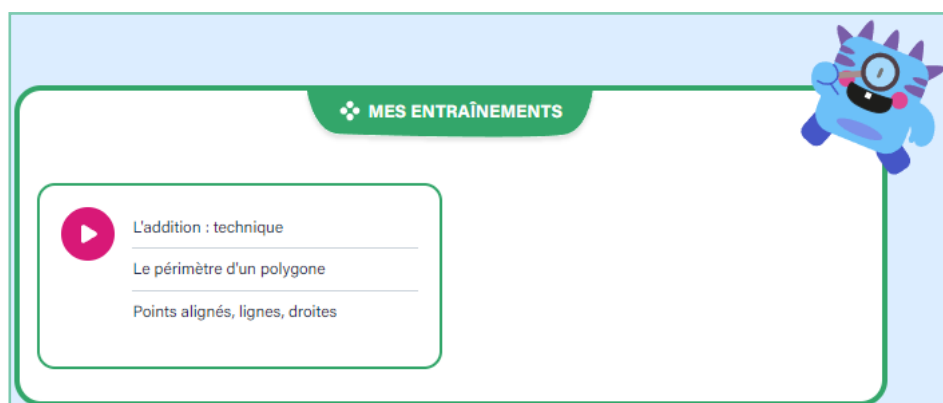 MES ENTRAÎNEMENTS
L'addition : technique
Le périmètre d'un polygone
Points alignés, lignes, droites